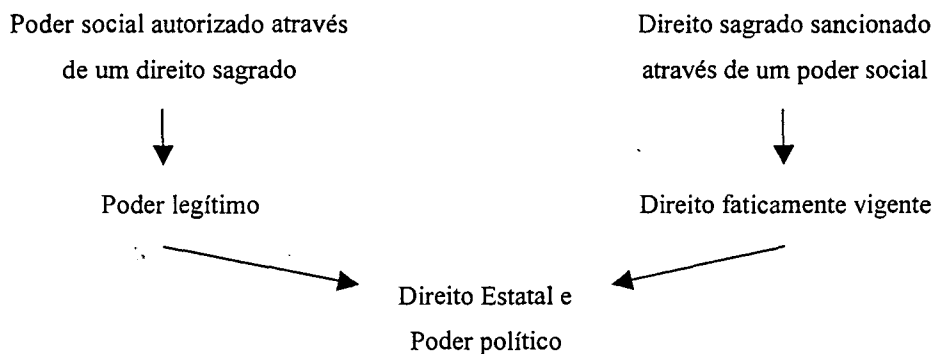 Poder social autorizado através
de um direito sagrado
Direito sagrado sancionado
através de um poder social
Poder legítimo
Direito faticamente vigente
Direito Estatal e
Poder político